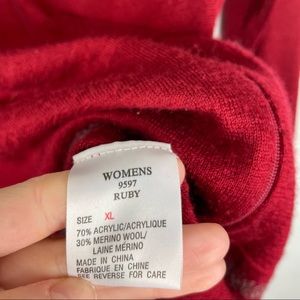 WOMENS
9597
RUBY
SIZE XL
70% ACRYLIC/ACRYLIQUE
30% MERINO WOOL/
LAINE MÉRINO
MADE IN CHINA
FABRIQUE EN CHINE
SEE REVERSE FOR CARE